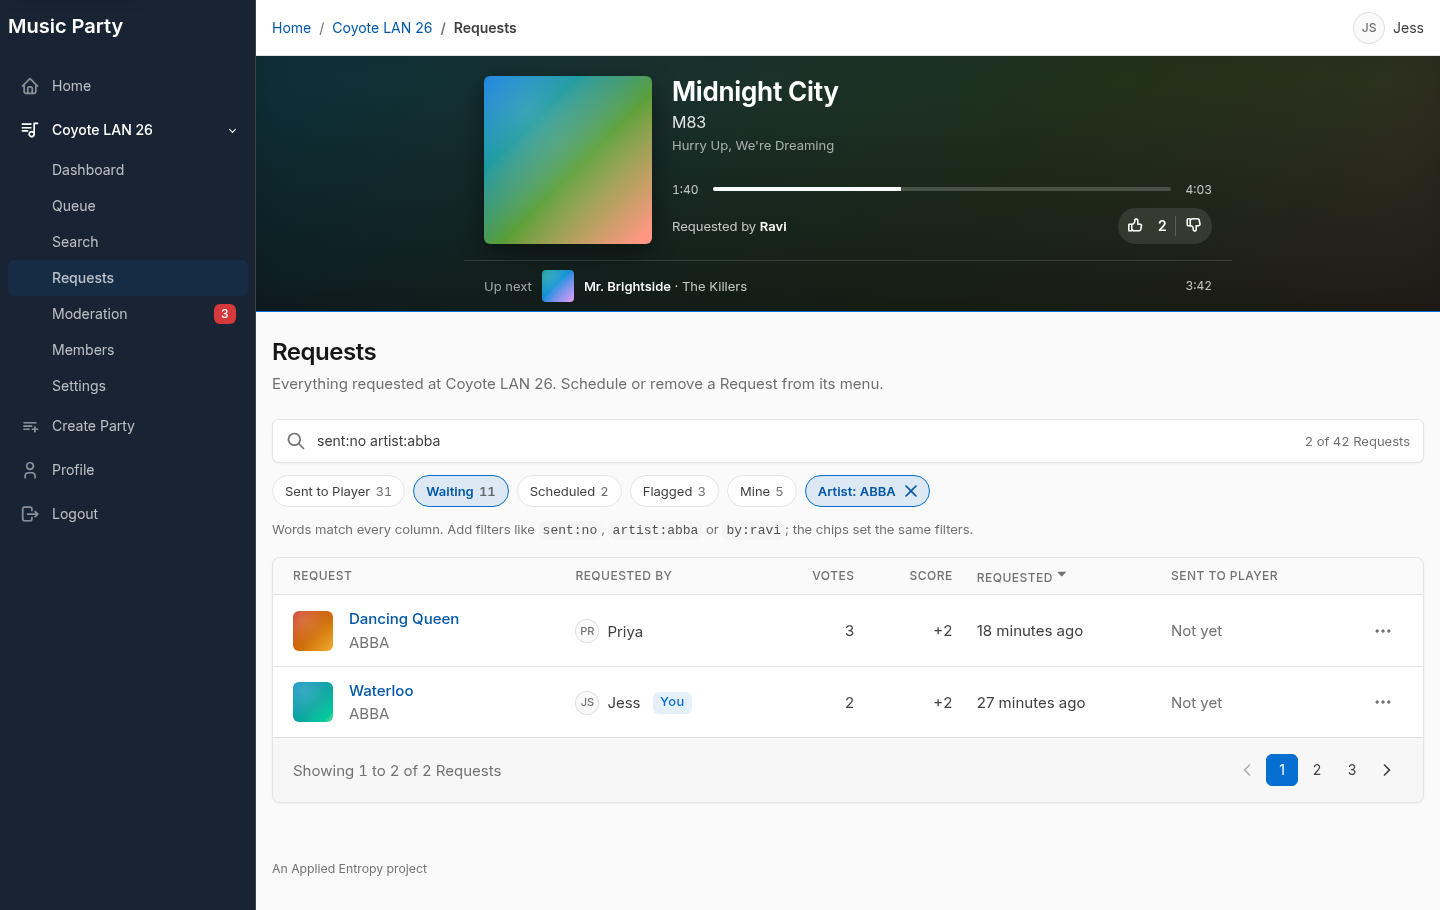 Music Party
Home / Coyote LAN 26 / Requests
JS Jess
Home
Coyote LAN 26
Dashboard
Queue
Search
Requests
Moderation 3
Members
Settings
Create Party
Profile
Logout
Midnight City
M83
Hurry Up, We're Dreaming
1:40 4:03
Requested by Ravi
2
Up next Mr. Brightside · The Killers 3:42
Requests
Everything requested at Coyote LAN 26. Schedule or remove a Request from its menu.
sent:no artist:abba 2 of 42 Requests
Sent to Player 31 Waiting 11 Scheduled 2 Flagged 3 Mine 5 Artist: ABBA
Words match every column. Add filters like sent:no, artist:abba or by:ravi; the chips set the same filters.
REQUEST REQUESTED BY VOTES SCORE REQUESTED SENT TO PLAYER
Dancing Queen
ABBA
PR Priya 3 +2 18 minutes ago Not yet
Waterloo
ABBA
JS Jess You 2 +2 27 minutes ago Not yet
Showing 1 to 2 of 2 Requests 1 2 3
An Applied Entropy project